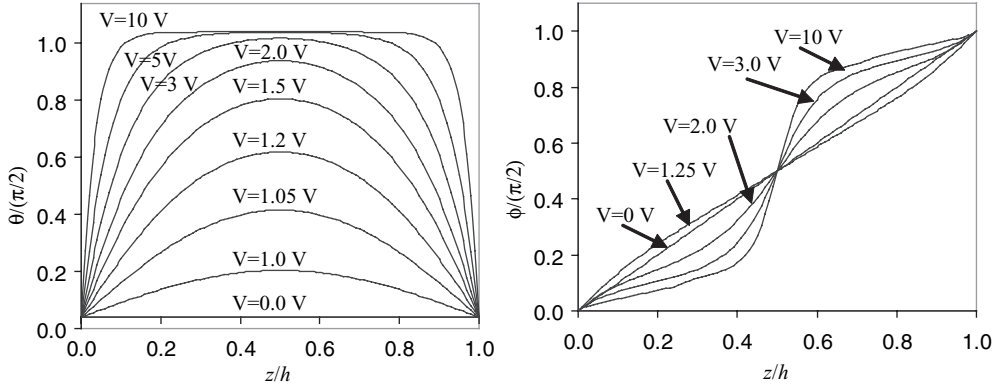 V=10 V
V=5V
V=3 V
V=2.0 V
V=1.5 V
V=1.2 V
V=1.05 V
V=1.0 V
V=0.0 V
1.0
0.8
0.6
0.4
0.2
0.0
0.0 0.2 0.4 0.6 0.8 1.0
θ/(π/2)
z/h
V=10 V
V=3.0 V
V=2.0 V
V=1.25 V
V=0 V
1.0
0.8
0.6
0.4
0.2
0.0
0.0 0.2 0.4 0.6 0.8 1.0
ϕ/(π/2)
z/h